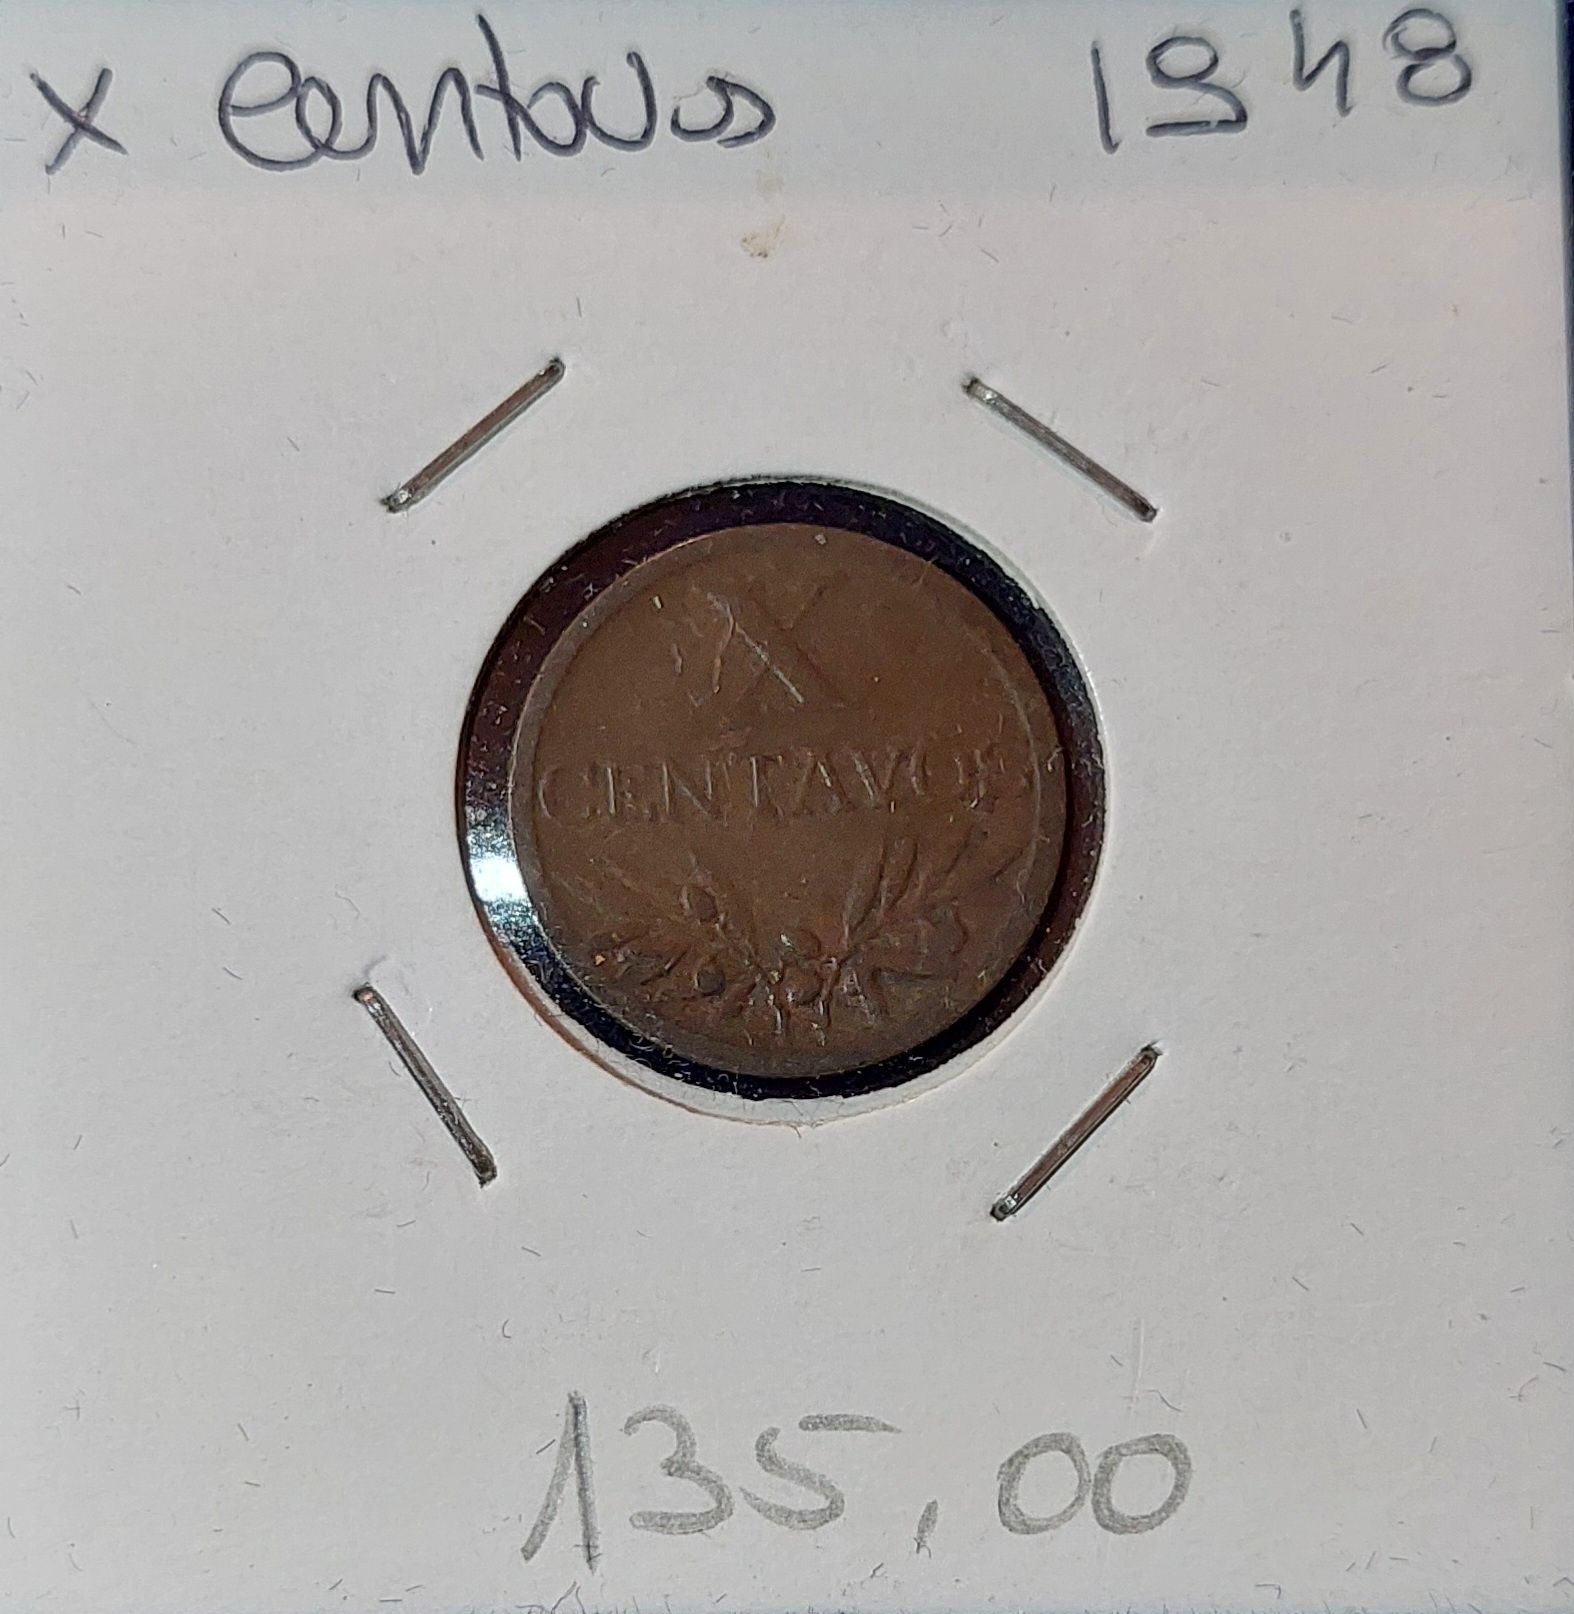 X Centavos 1948
X
CENTAVOS
135,00